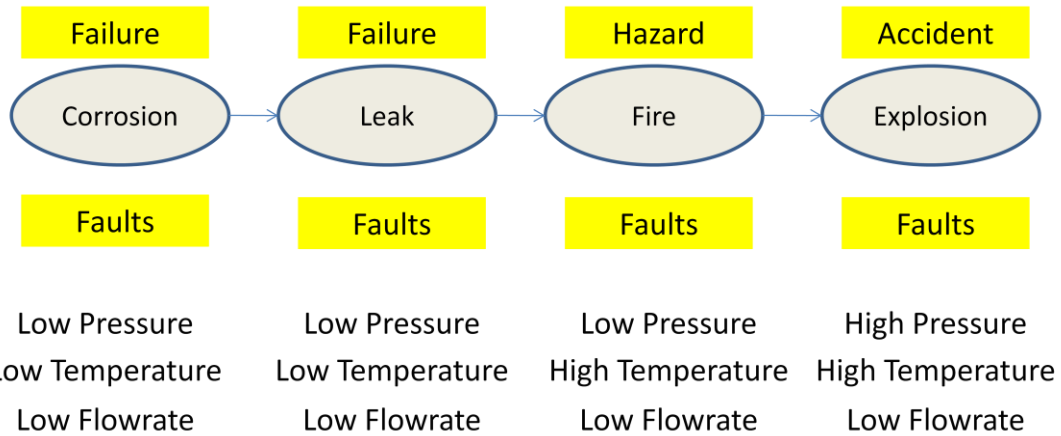 Failure Failure Hazard Accident
Corrosion Leak Fire Explosion
Faults Faults Faults Faults
Low Pressure Low Pressure Low Pressure High Pressure
Low Temperature Low Temperature High Temperature High Temperature
Low Flowrate Low Flowrate Low Flowrate Low Flowrate